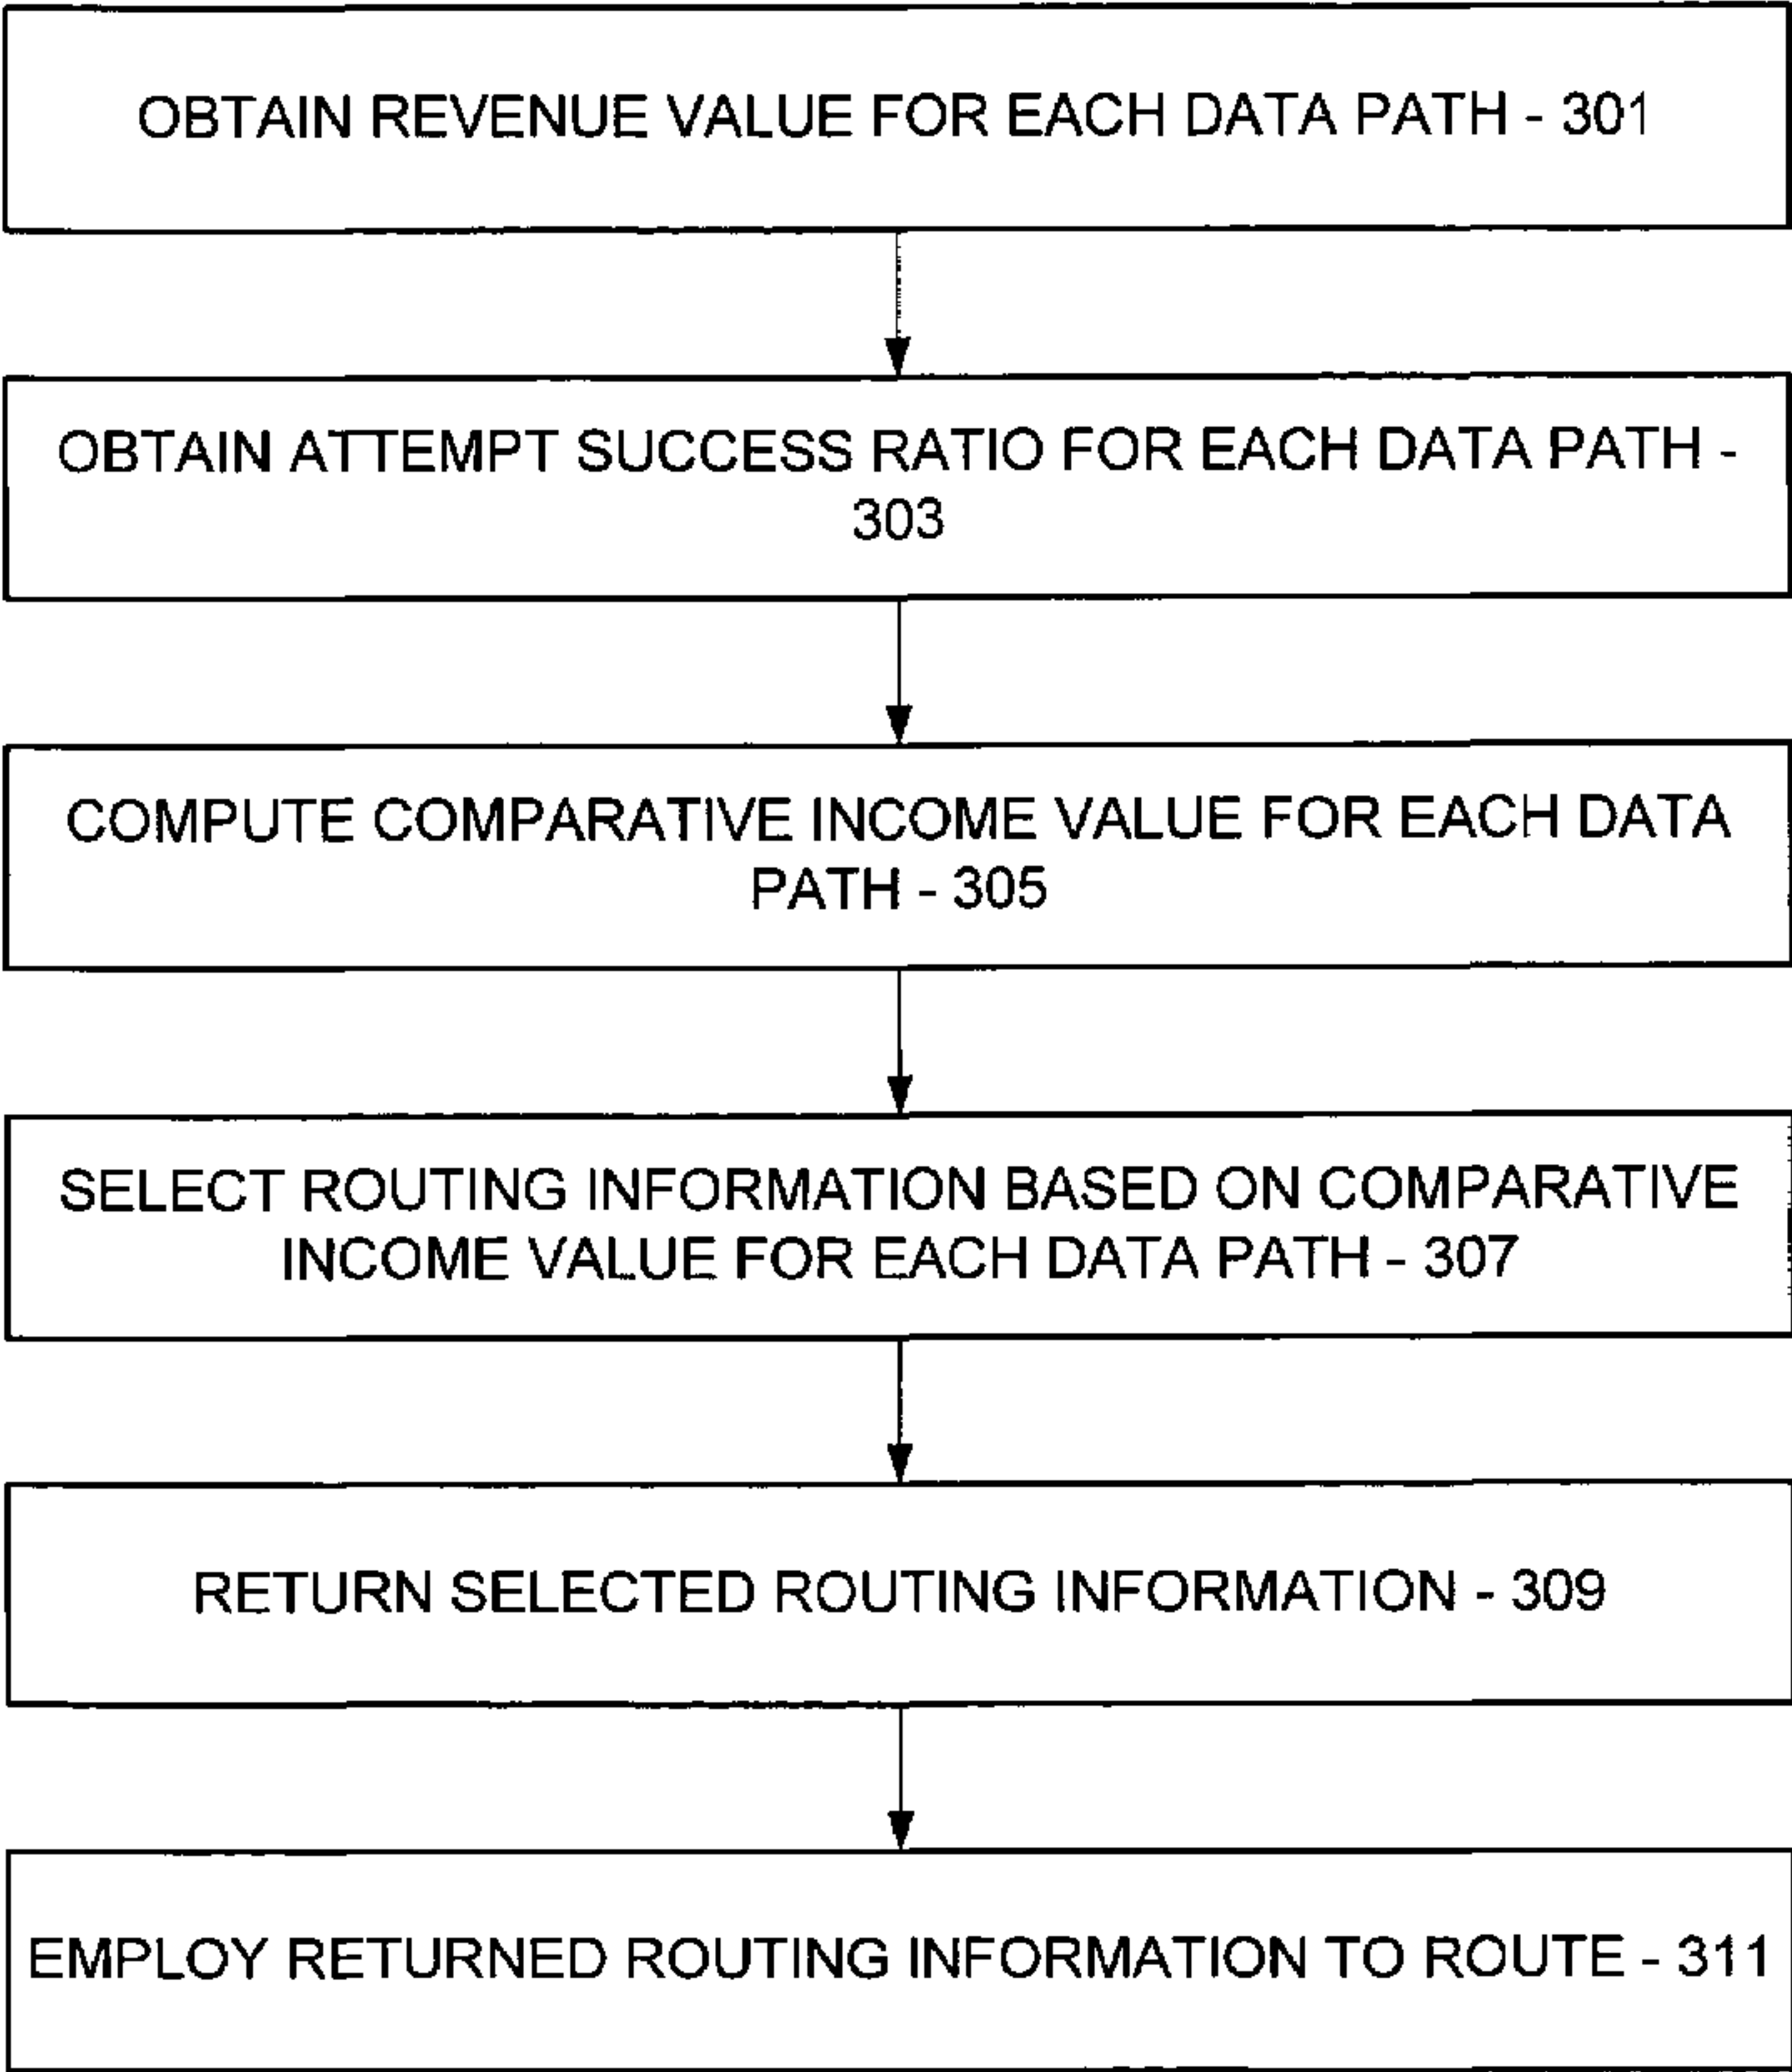 OBTAIN REVENUE VALUE FOR EACH DATA PATH - 301
OBTAIN ATTEMPT SUCCESS RATIO FOR EACH DATA PATH -
303
COMPUTE COMPARATIVE INCOME VALUE FOR EACH DATA
PATH - 305
SELECT ROUTING INFORMATION BASED ON COMPARATIVE
INCOME VALUE FOR EACH DATA PATH - 307
RETURN SELECTED ROUTING INFORMATION - 309
EMPLOY RETURNED ROUTING INFORMATION TO ROUTE - 311